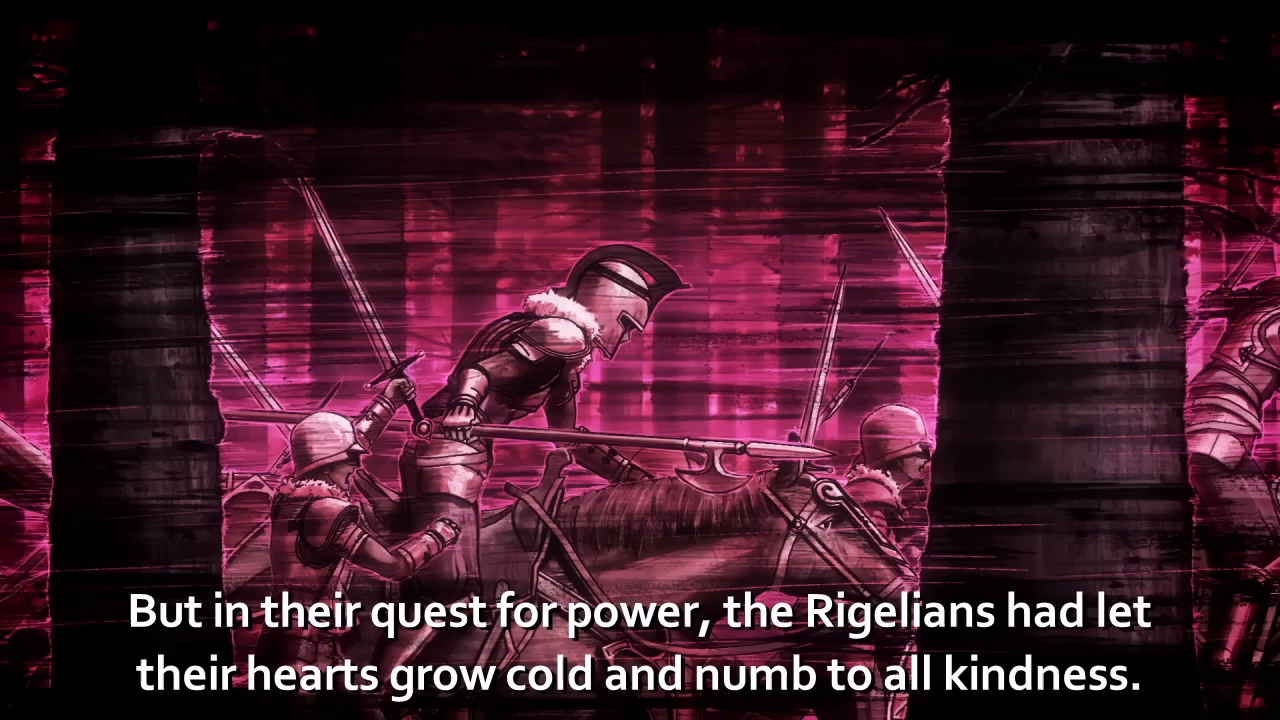 But in their quest for power, the Rigelians had let
their hearts grow cold and numb to all kindness.